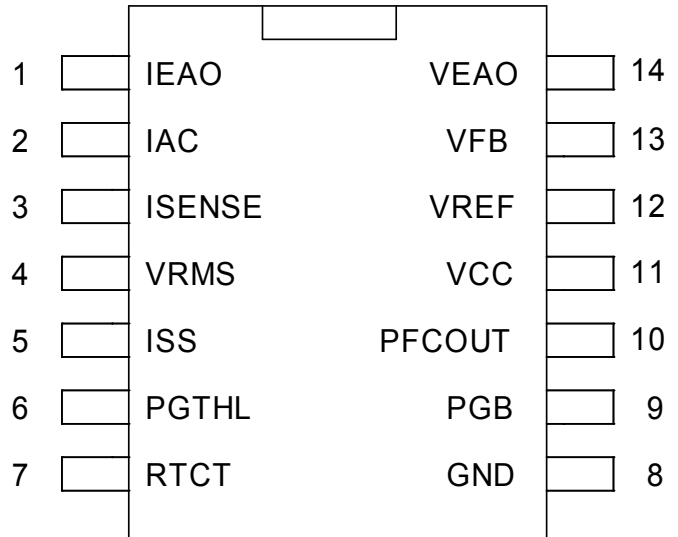 1 IEAO VEAO 14
2 IAC VFB 13
3 ISENSE VREF 12
4 VRMS VCC 11
5 ISS PFCOUT 10
6 PGTHL PGB 9
7 RTCT GND 8